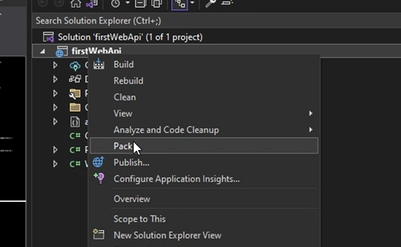 Search Solution Explorer (Ctrl+;)
Solution 'firstWebApi' (1 of 1 project)
firstWebApi
Build
Rebuild
Clean
View
Analyze and Code Cleanup
Pack
Publish...
Configure Application Insights...
Overview
Scope to This
New Solution Explorer View